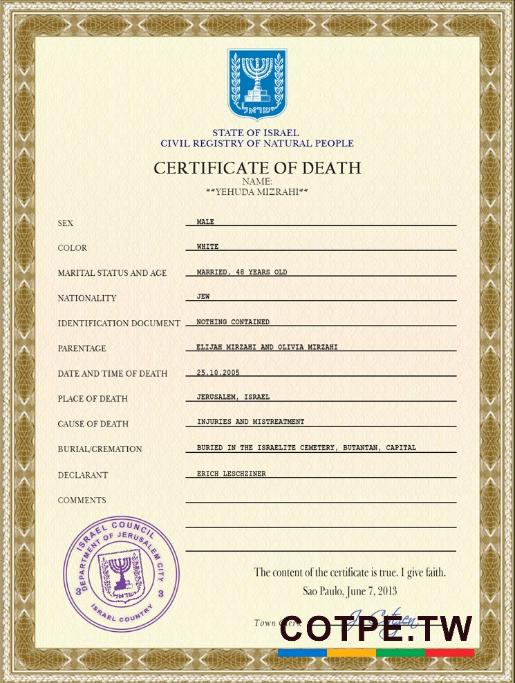 ישראל
STATE OF ISRAEL
CIVIL REGISTRY OF NATURAL PEOPLE
CERTIFICATE OF DEATH
NAME:
**YEHUDA MIZRAHI**
SEX MALE
COLOR WHITE
MARITAL STATUS AND AGE MARRIED, 48 YEARS OLD
NATIONALITY JEW
IDENTIFICATION DOCUMENT NOTHING CONTAINED
PARENTAGE ELIJAH MIRZAHI AND OLIVIA MIRZAHI
DATE AND TIME OF DEATH 25.10.2005
PLACE OF DEATH JERUSALEM, ISRAEL
CAUSE OF DEATH INJURIES AND MISTREATMENT
BURIAL/CREMATION BURIED IN THE ISRAELITE CEMETERY, BUTANTAN, CAPITAL
DECLARANT ERICH LESCHZINER
COMMENTS
ISRAEL COUNCIL
DEPARTMENT OF JERUSALEM CITY
3 3
ISRAEL COUNTRY
The content of the certificate is true. I give faith.
Sao Paulo, June 7, 2013
Town
COTPE.TW